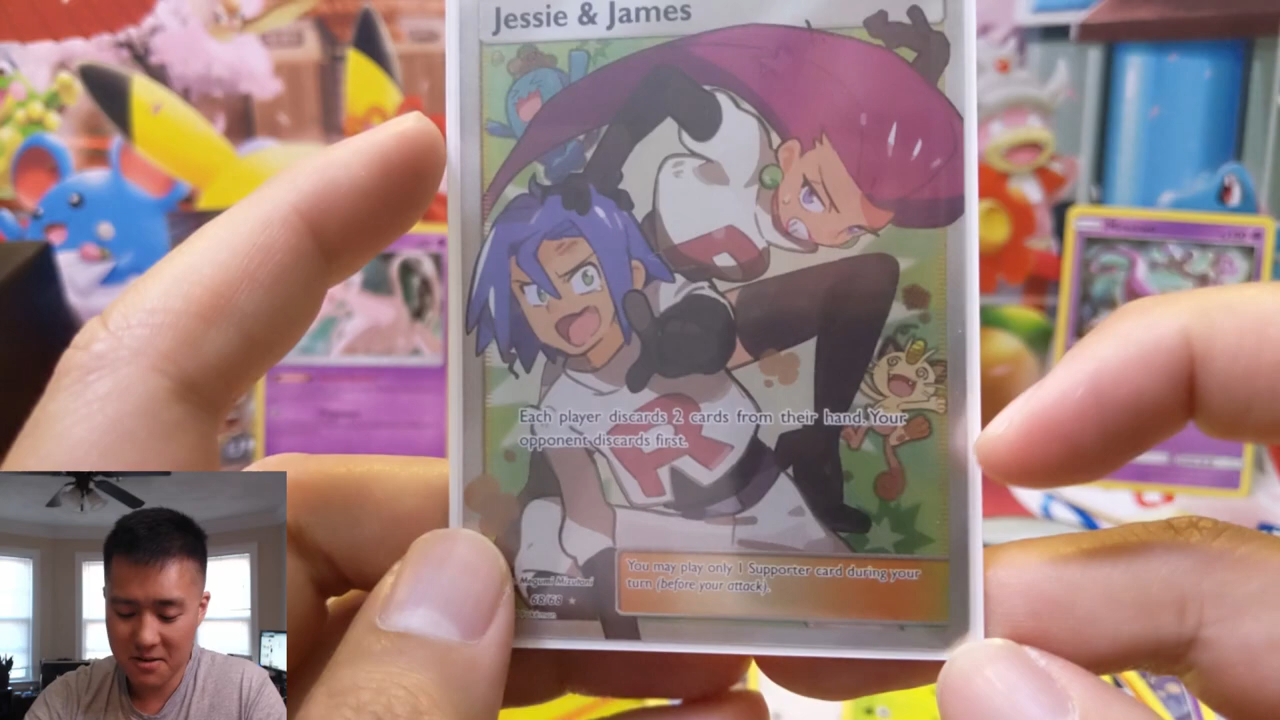 Jessie & James
Each player discards 2 cards from their hand. Your
opponent discards first.
R
You may play only 1 Supporter card during your
turn (before your attack).
Megumi Mizutani
68/68